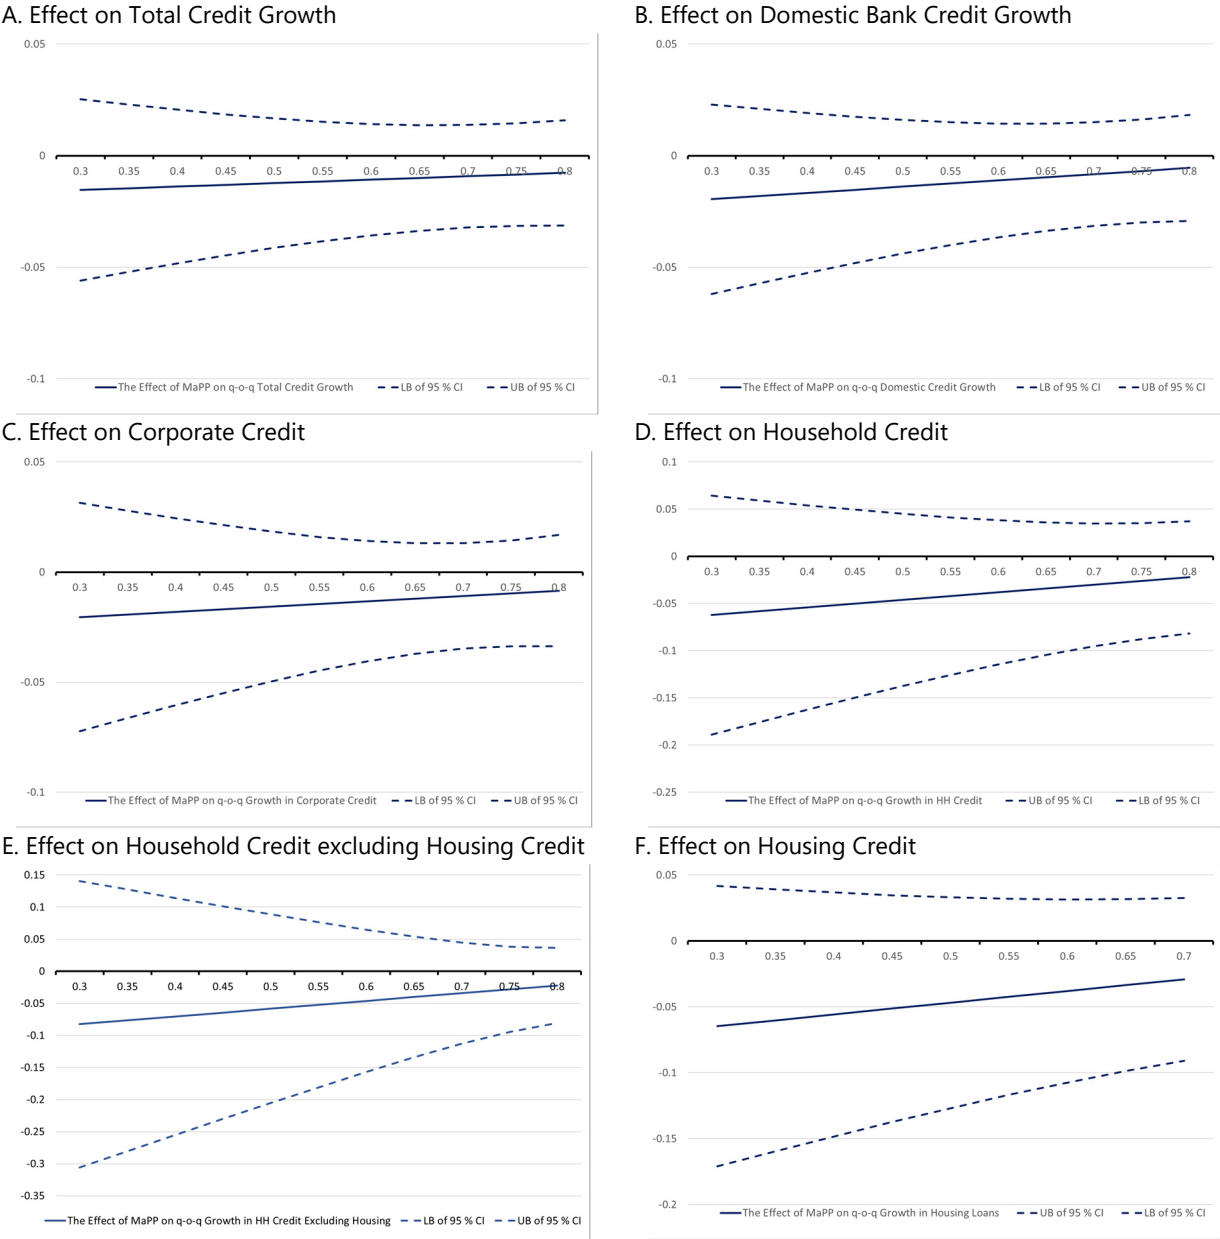 A. Effect on Total Credit Growth
0.05
0
0.3 0.35 0.4 0.45 0.5 0.55 0.6 0.65 0.7 0.75 0.8
-0.05
-0.1
The Effect of MaPP on q-o-q Total Credit Growth LB of 95 % CI UB of 95 % CI
B. Effect on Domestic Bank Credit Growth
0.05
0
0.3 0.35 0.4 0.45 0.5 0.55 0.6 0.65 0.7 0.75 0.8
-0.05
-0.1
The Effect of MaPP on q-o-q Domestic Credit Growth LB of 95 % CI UB of 95 % CI
C. Effect on Corporate Credit
0.05
0
0.3 0.35 0.4 0.45 0.5 0.55 0.6 0.65 0.7 0.75 0.8
-0.05
-0.1
The Effect of MaPP on q-o-q Growth in Corporate Credit LB of 95 % CI UB of 95 % CI
D. Effect on Household Credit
0.1
0.05
0
0.3 0.35 0.4 0.45 0.5 0.55 0.6 0.65 0.7 0.75 0.8
-0.05
-0.1
-0.15
-0.2
-0.25
The Effect of MaPP on q-o-q Growth in HH Credit UB of 95 % CI LB of 95 % CI
E. Effect on Household Credit excluding Housing Credit
0.15
0.1
0.05
0
0.3 0.35 0.4 0.45 0.5 0.55 0.6 0.65 0.7 0.75 0.8
-0.05
-0.1
-0.15
-0.2
-0.25
-0.3
-0.35
The Effect of MaPP on q-o-q Growth in HH Credit Excluding Housing LB of 95 % CI UB of 95 % CI
F. Effect on Housing Credit
0.05
0
0.3 0.35 0.4 0.45 0.5 0.55 0.6 0.65 0.7
-0.05
-0.1
-0.15
-0.2
The Effect of MaPP on q-o-q Growth in Housing Loans UB of 95 % CI LB of 95 % CI